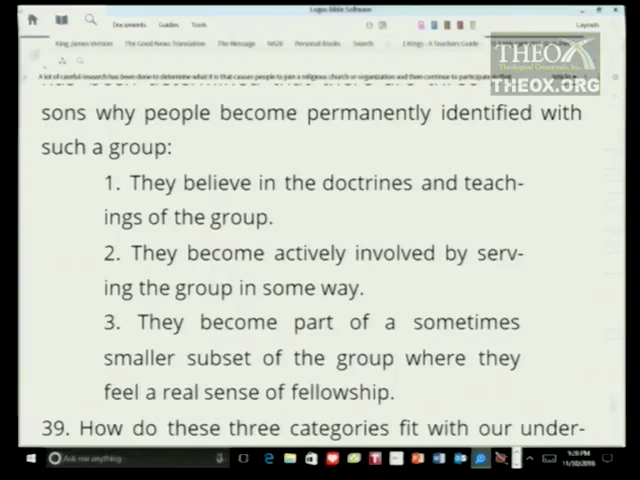 Logos Bible Software
Documents Guides Tools
Layouts
King James Version The Good News Translation The Message NASB Personal Books Search 1 Kings - A Teachers Guide
THEOX
THEOX.ORG
A lot of careful research has been done to determine what it is that causes people to join a religious church or organization and then continue to participate in that
Article
sons why people become permanently identified with
such a group:
1. They believe in the doctrines and teach-
ings of the group.
2. They become actively involved by serv-
ing the group in some way.
3. They become part of a sometimes
smaller subset of the group where they
feel a real sense of fellowship.
39. How do these three categories fit with our under-
Ask me anything
9:28 PM